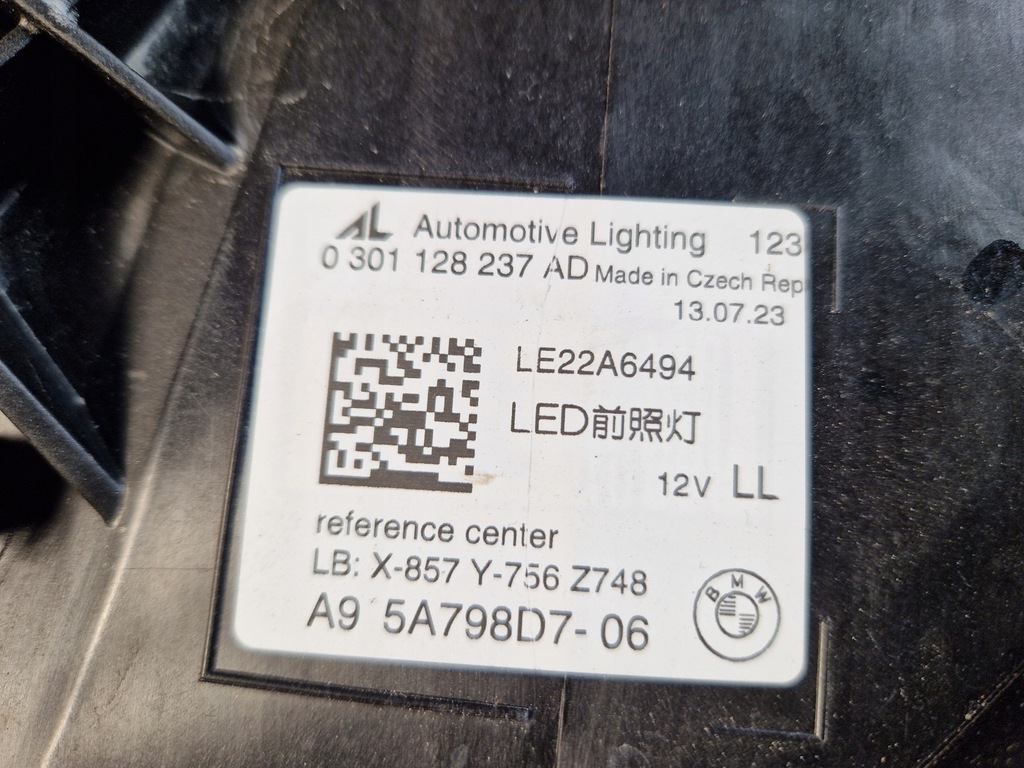 AL Automotive Lighting 123
0 301 128 237 AD Made in Czech Rep
13.07.23
LE22A6494
LED前照灯
12V LL
reference center
LB: X-857 Y-756 Z748
A9 5A798D7-06
BMW